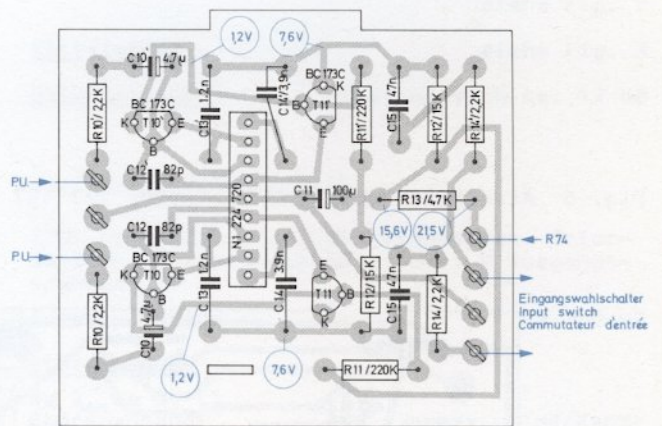 1,2V
7,6V
C10' 4,7µ
BC 173C
T10'
K
E
B
R10'/2,2K
C13' 1,2n
C14'/3,9n
BC 173C
K
T11'
B
E
R11'/220K
C15' 47n
R12'/15K
R14'/2,2K
P.U.
C12' 82p
N1 224 720
C11 100µ
R13/4,7K
15,6V
21,5V
P.U.
C12 82p
BC 173C
K
T10
E
B
R10/2,2K
C10 4,7µ
C13 1,2n
C14 3,9n
E
T11
B
K
R12/15K
C15 47n
R14/2,2K
R74
Eingangswahlschalter
Input switch
Commutateur d'entrée
1,2V
7,6V
R11/220K